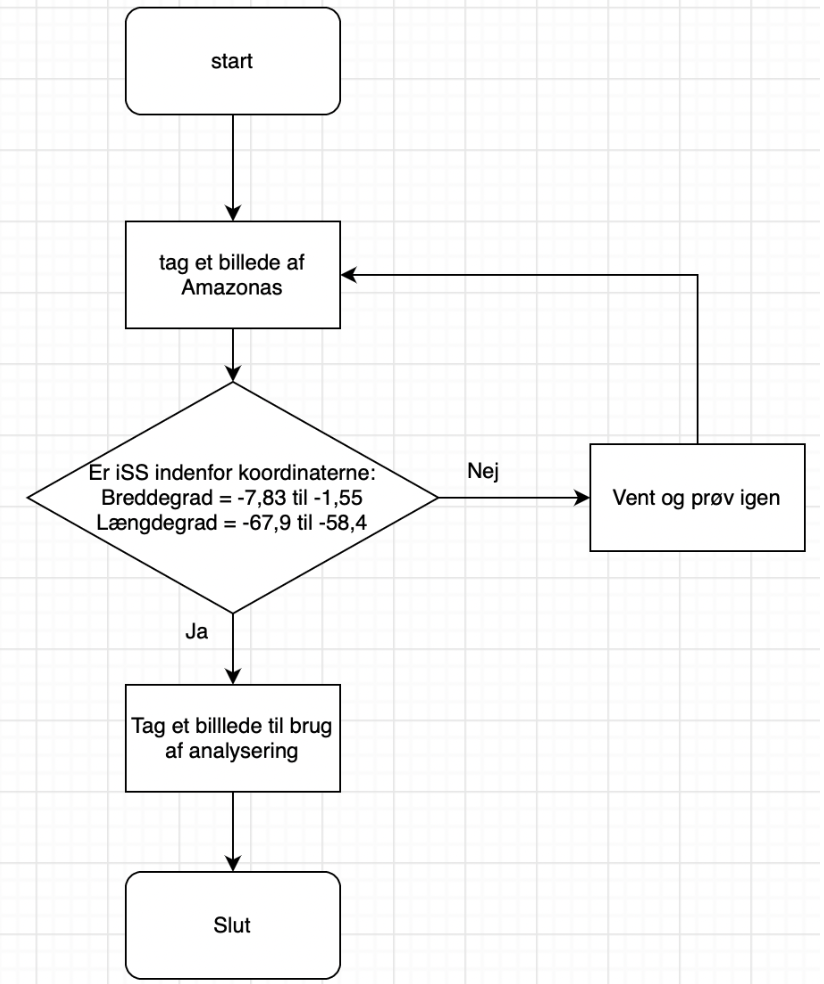 start
tag et billede af
Amazonas
Er iSS indenfor koordinaterne:
Breddegrad = -7,83 til -1,55
Længdegrad = -67,9 til -58,4
Nej
Vent og prøv igen
Ja
Tag et billlede til brug
af analysering
Slut